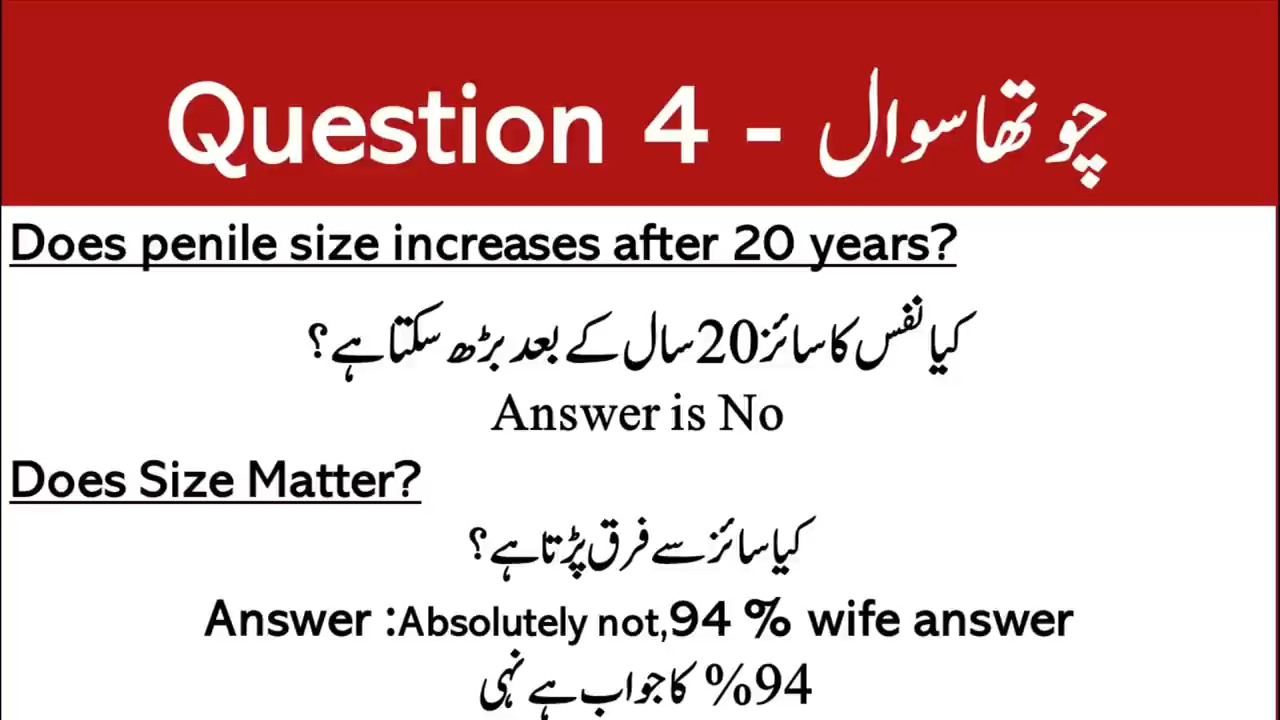 Question 4 - چوتھا سوال
Does penile size increases after 20 years?
کیا نفس کا سائز 20 سال کے بعد بڑھ سکتا ہے ؟
Answer is No
Does Size Matter?
کیا سائز سے فرق پڑتا ہے ؟
Answer :Absolutely not,94 % wife answer
94% کا جواب ہے نہی